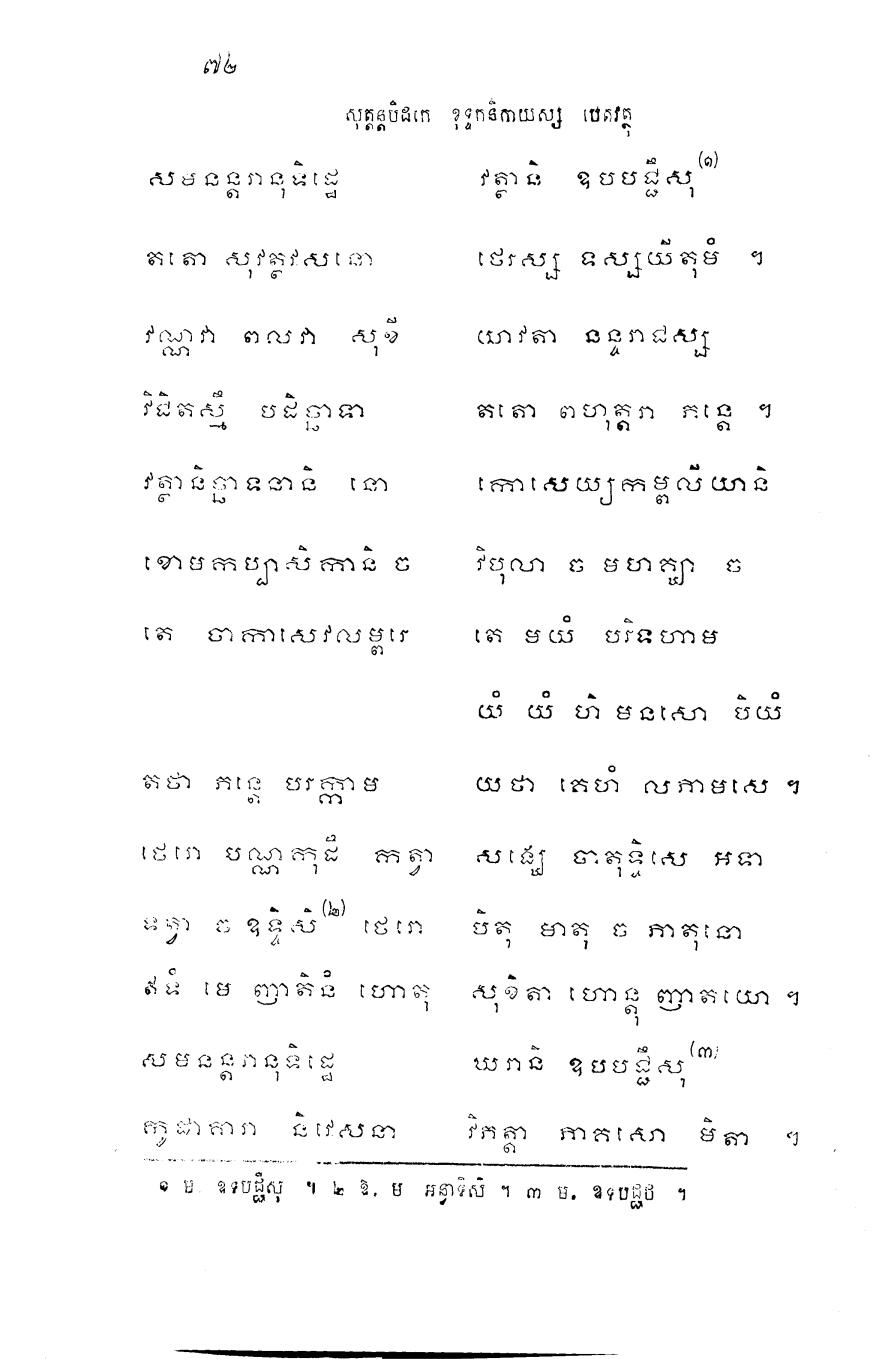 ៧២
សុត្តន្តបិដកេ ខុទ្ទកនិកាយស្ស បេតវត្ថុ
សមនន្តរានុទិដ្ឋេ វត្ថានិ ឧបបជ្ជឹសុ(១)
តតោ សុវត្ថវសនោ ថេរស្ស ទស្សយីតុមំ ។
វណ្ណវា ពលវា សុខី យាវតា នន្ទរាជស្ស
វិជិតស្មឹ បដិច្ឆាទា តតោ ពហុត្តរា ភន្តេ ។
វត្ថានិច្ឆាទនានិ នោ កោសេយ្យកម្ពលីយានិ
ខោមកប្បាសិកានិ ច វិបុលា ច មហគ្ឃា ច
តេ ចាកាសេវលម្ពរេ តេ មយំ បរិទហាម
យំ យំ ហិ មនសោ បិយំ
តថា ភន្តេ បរក្កាម យថា គេហំ លភាមសេ ។
ថេរោ បណ្ណកុដឹ កត្វា សង្ឃេ ចាតុទ្ទិសេ អទា
ទត្វា ច ឧទ្ទិសិ(២) ថេរោ បិតុ មាតុ ច ភាតុនោ
ឥទំ មេ ញាតិនំ ហោតុ សុខិតា ហោន្តុ ញាតយោ ។
សមនន្តរានុទិដ្ឋេ ឃរានិ ឧបបជ្ជឹសុ(៣)
កូដាគារា និវេសនា វិភត្តា ភាគសោ មិតា ។
១ ម. ឧទបជ្ជឹសុ ។ ២ ឱ. ម អន្វាទិសិ ។ ៣ ម. ឧទបជ្ជថ ។